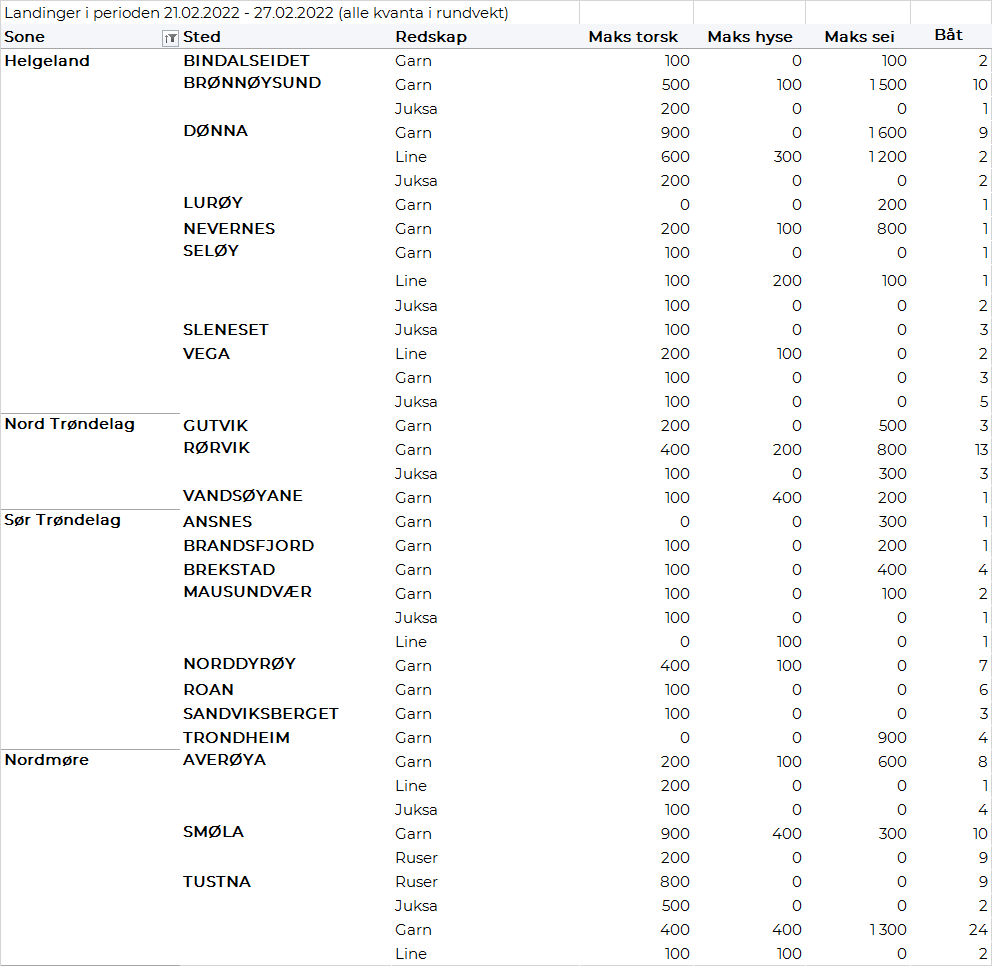 Landinger i perioden 21.02.2022 - 27.02.2022 (alle kvanta i rundvekt)
Sone Sted Redskap Maks torsk Maks hyse Maks sei Båt
Helgeland BINDALSEIDET Garn 100 0 100 2
BRØNNØYSUND Garn 500 100 1 500 10
Juksa 200 0 0 1
DØNNA Garn 900 0 1 600 9
Line 600 300 1 200 2
Juksa 200 0 0 2
LURØY Garn 0 0 200 1
NEVERNES Garn 200 100 800 1
SELØY Garn 100 0 0 1
Line 100 200 100 1
Juksa 100 0 0 2
SLENESET Juksa 100 0 0 3
VEGA Line 200 100 0 2
Garn 100 0 0 3
Juksa 100 0 0 5
Nord Trøndelag GUTVIK Garn 200 0 500 3
RØRVIK Garn 400 200 800 13
Juksa 100 0 300 3
VANDSØYANE Garn 100 400 200 1
Sør Trøndelag ANSNES Garn 0 0 300 1
BRANDSFJORD Garn 100 0 200 1
BREKSTAD Garn 100 0 400 4
MAUSUNDVÆR Garn 100 0 100 2
Juksa 100 0 0 1
Line 0 100 0 1
NORDDYRØY Garn 400 100 0 7
ROAN Garn 100 0 0 6
SANDVIKSBERGET Garn 100 0 0 3
TRONDHEIM Garn 0 0 900 4
Nordmøre AVERØYA Garn 200 100 600 8
Line 200 0 0 1
Juksa 100 0 0 4
SMØLA Garn 900 400 300 10
Ruser 200 0 0 9
TUSTNA Ruser 800 0 0 9
Juksa 500 0 0 2
Garn 400 400 1 300 24
Line 100 100 0 2